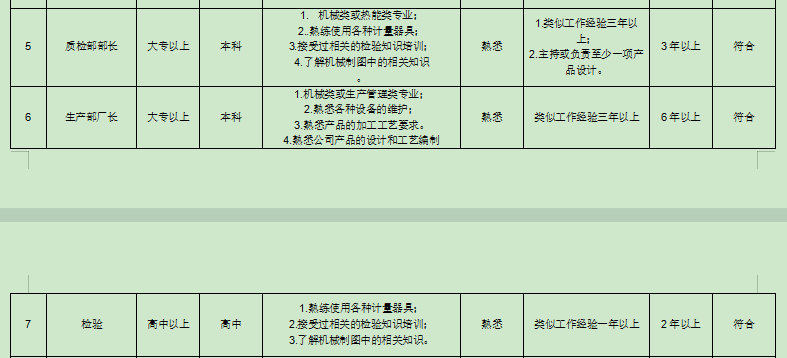 5 质检部部长 大专以上 本科 1. 机械类或热能类专业； 熟悉 1.类似工作经验三年以 3 年以上 符合
2..熟练使用各种计量器具； 上；
3.接受过相关的检验知识培训； 2.主持或负责至少一项产
4.了解机械制图中的相关知识 品设计。
。
6 生产部厂长 大专以上 本科 1.机械类或生产管理类专业； 熟悉 类似工作经验三年以上 6 年以上 符合
2.熟悉各种设备的维护；
3.熟悉产品的加工工艺要求。
4.熟悉公司产品的设计和工艺编制
7 检验 高中以上 高中 1.熟练使用各种计量器具； 熟悉 类似工作经验一年以上 2 年以上 符合
2.接受过相关的检验知识培训；
3.了解机械制图中的相关知识。